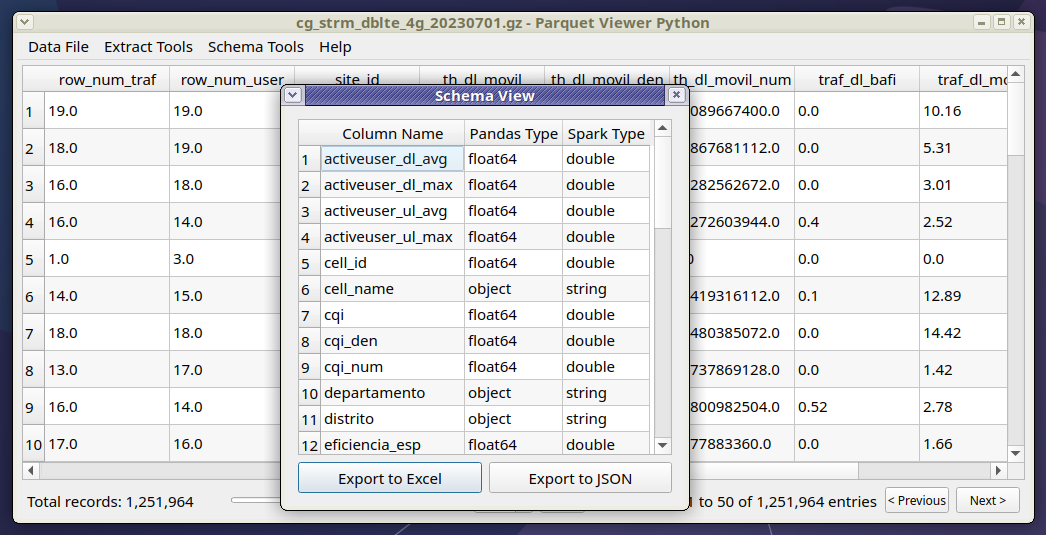 cg_strm_dblte_4g_20230701.gz - Parquet Viewer Python
Data File Extract Tools Schema Tools Help
row_num_traf row_num_user site_id th_dl_movil th_dl_movil_den th_dl_movil_num traf_dl_bafi traf_dl_mo
1 19.0 19.0 089667400.0 0.0 10.16
2 18.0 19.0 867681112.0 0.0 5.31
3 16.0 18.0 282562672.0 0.0 3.01
4 16.0 14.0 272603944.0 0.4 2.52
5 1.0 3.0 0.0 0.0
6 14.0 15.0 419316112.0 0.1 12.89
7 18.0 18.0 480385072.0 0.0 14.42
8 13.0 17.0 737869128.0 0.0 1.42
9 16.0 14.0 800982504.0 0.52 2.78
10 17.0 16.0 77883360.0 0.0 1.66
Total records: 1,251,964
1 to 50 of 1,251,964 entries
< Previous
Next >
Schema View
Column Name Pandas Type Spark Type
1 activeuser_dl_avg float64 double
2 activeuser_dl_max float64 double
3 activeuser_ul_avg float64 double
4 activeuser_ul_max float64 double
5 cell_id float64 double
6 cell_name object string
7 cqi float64 double
8 cqi_den float64 double
9 cqi_num float64 double
10 departamento object string
11 distrito object string
12 eficiencia_esp float64 double
Export to Excel
Export to JSON